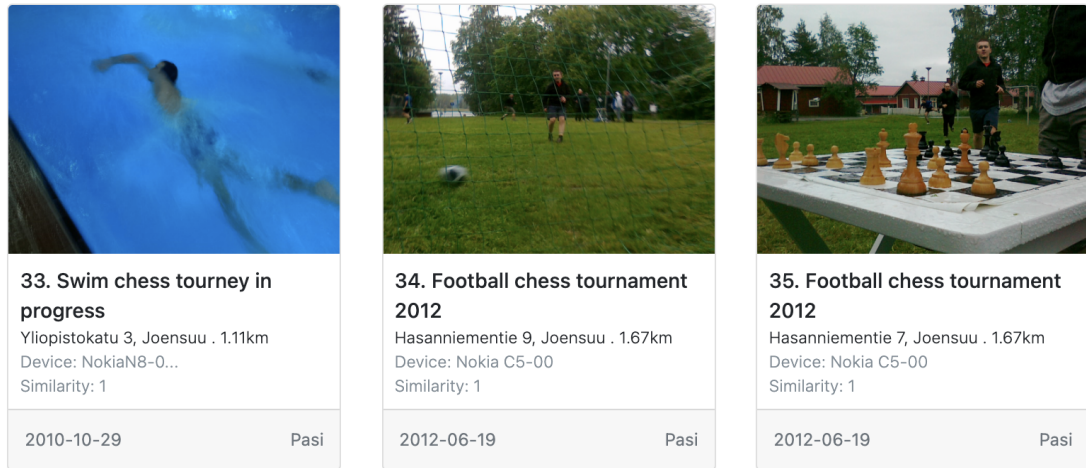 33. Swim chess tourney in
progress
Yliopistokatu 3, Joensuu . 1.11km
Device: NokiaN8-0...
Similarity: 1
2010-10-29 Pasi
34. Football chess tournament
2012
Hasanniementie 9, Joensuu . 1.67km
Device: Nokia C5-00
Similarity: 1
2012-06-19 Pasi
35. Football chess tournament
2012
Hasanniementie 7, Joensuu . 1.67km
Device: Nokia C5-00
Similarity: 1
2012-06-19 Pasi